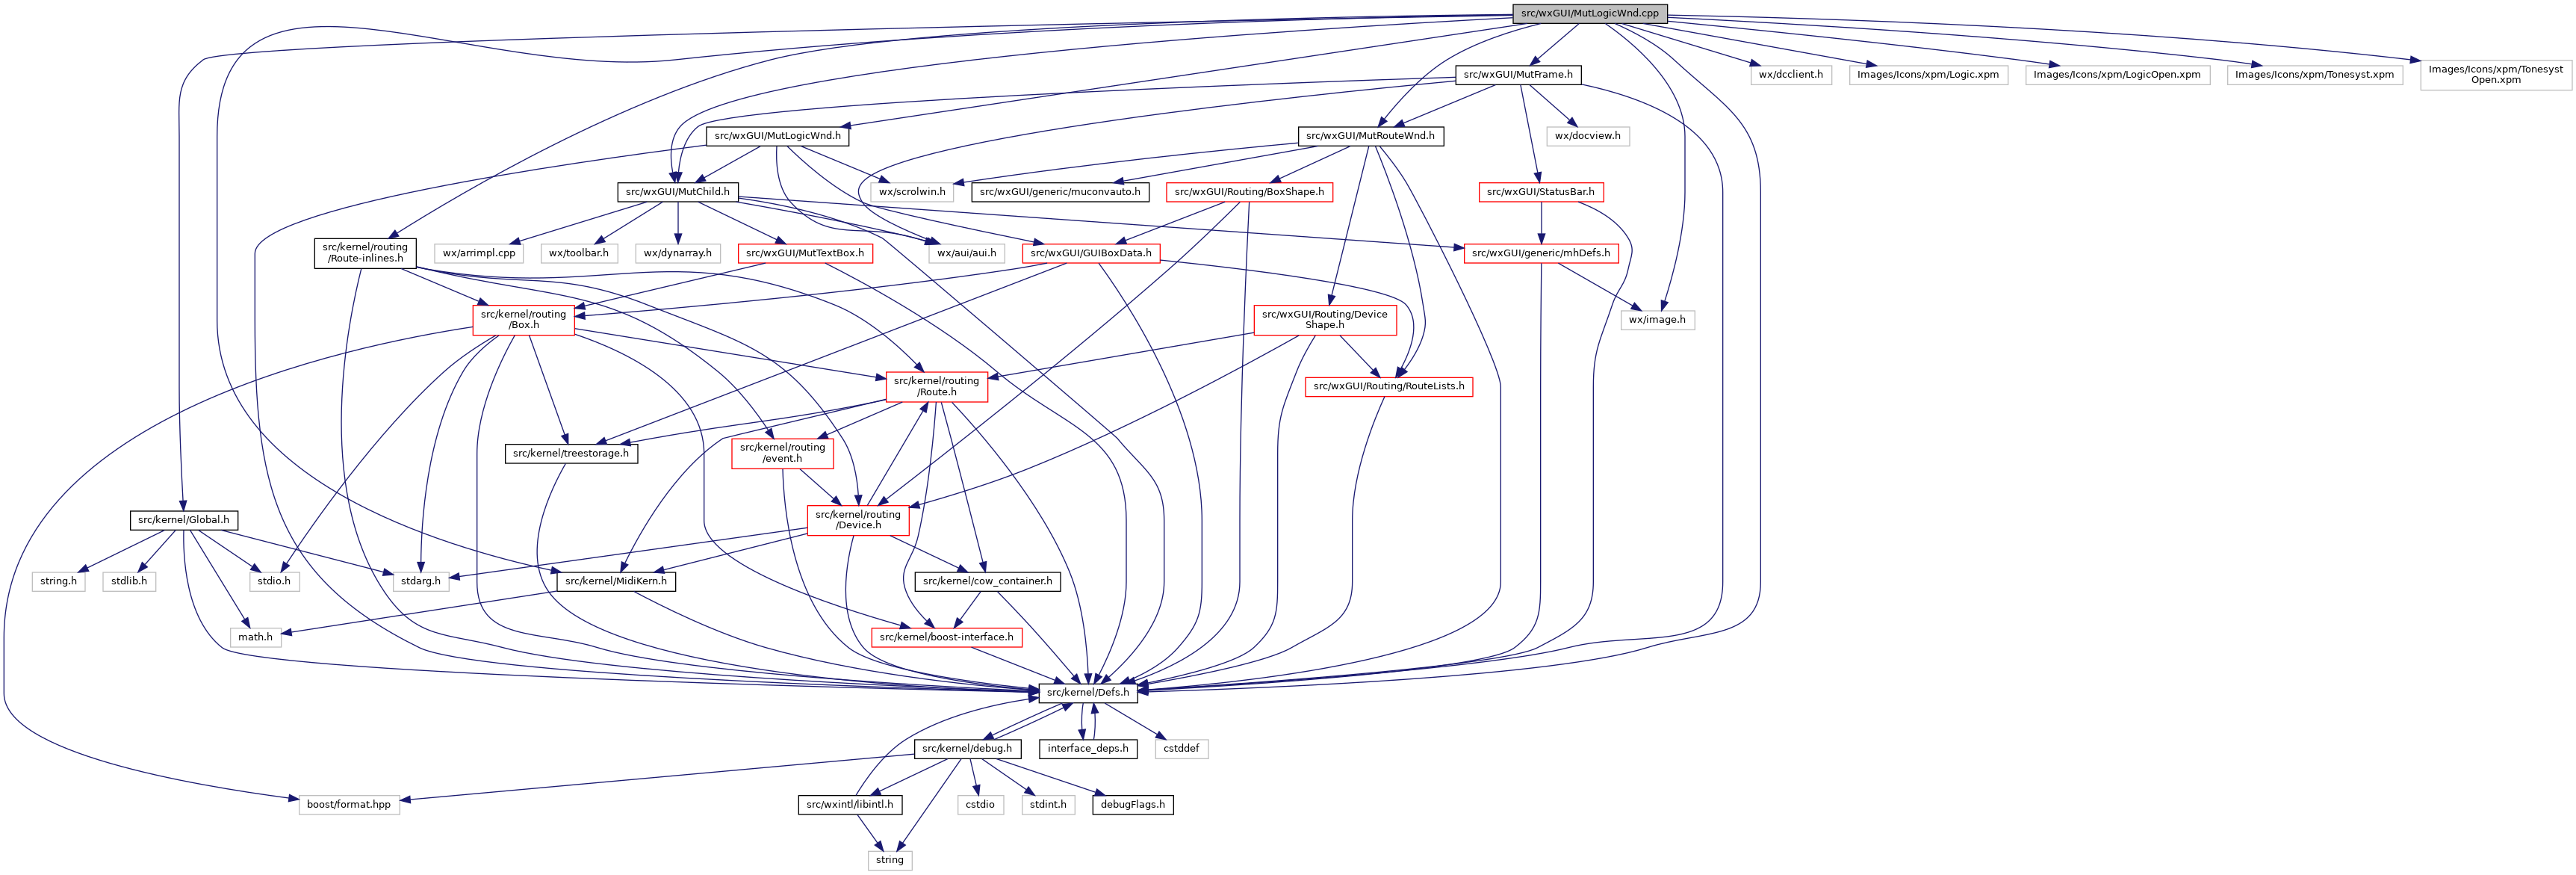 src/wxGUI/MutLogicWnd.cpp
src/wxGUI/MutFrame.h
wx/dcclient.h
Images/Icons/xpm/Logic.xpm
Images/Icons/xpm/LogicOpen.xpm
Images/Icons/xpm/Tonesyst.xpm
Images/Icons/xpm/Tonesyst
Open.xpm
src/wxGUI/MutLogicWnd.h
src/wxGUI/MutRouteWnd.h
wx/docview.h
src/wxGUI/MutChild.h
wx/scrolwin.h
src/wxGUI/generic/muconvauto.h
src/wxGUI/Routing/BoxShape.h
src/wxGUI/StatusBar.h
src/kernel/routing
/Route-inlines.h
wx/arrimpl.cpp
wx/toolbar.h
wx/dynarray.h
src/wxGUI/MutTextBox.h
wx/aui/aui.h
src/wxGUI/GUIBoxData.h
src/wxGUI/generic/mhDefs.h
src/kernel/routing
/Box.h
src/wxGUI/Routing/Device
Shape.h
wx/image.h
src/kernel/routing
/Route.h
src/wxGUI/Routing/RouteLists.h
src/kernel/treestorage.h
src/kernel/routing
/event.h
src/kernel/Global.h
src/kernel/routing
/Device.h
string.h
stdlib.h
stdio.h
stdarg.h
src/kernel/MidiKern.h
src/kernel/cow_container.h
math.h
src/kernel/boost-interface.h
src/kernel/Defs.h
src/kernel/debug.h
interface_deps.h
cstddef
boost/format.hpp
src/wxintl/libintl.h
cstdio
stdint.h
debugFlags.h
string